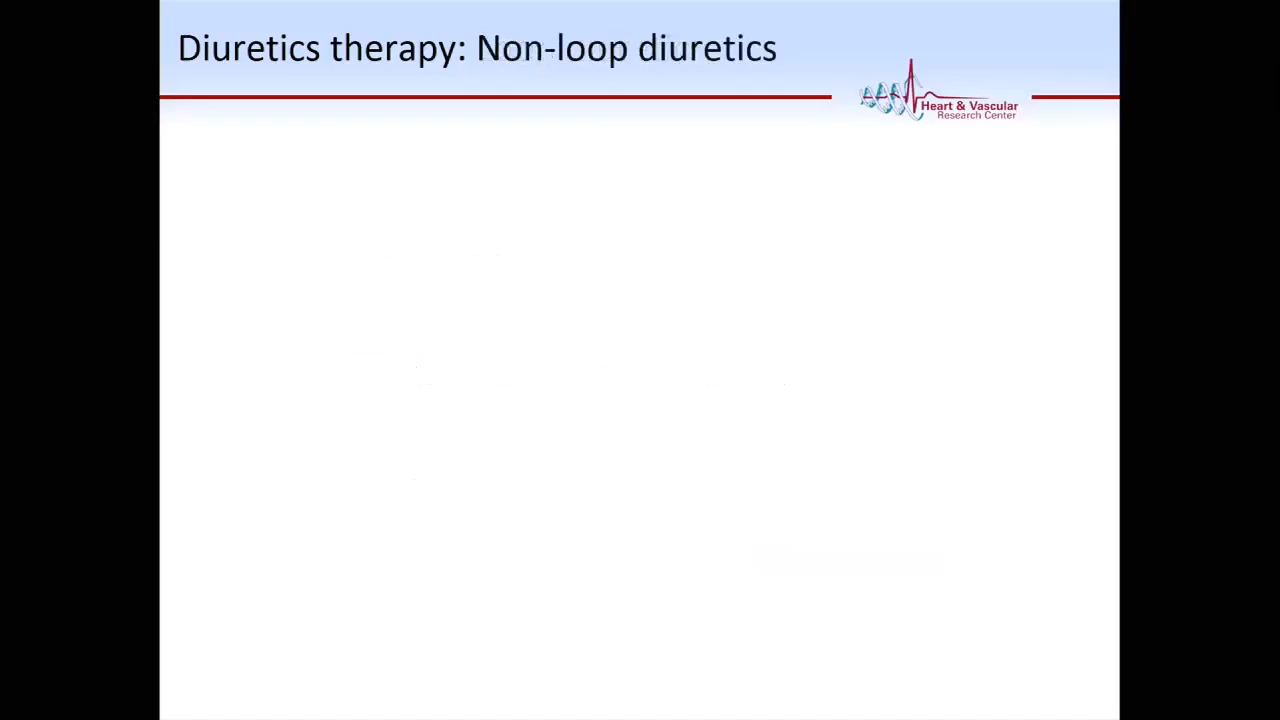 Diuretics therapy: Non-loop diuretics
Heart & Vascular
Research Center